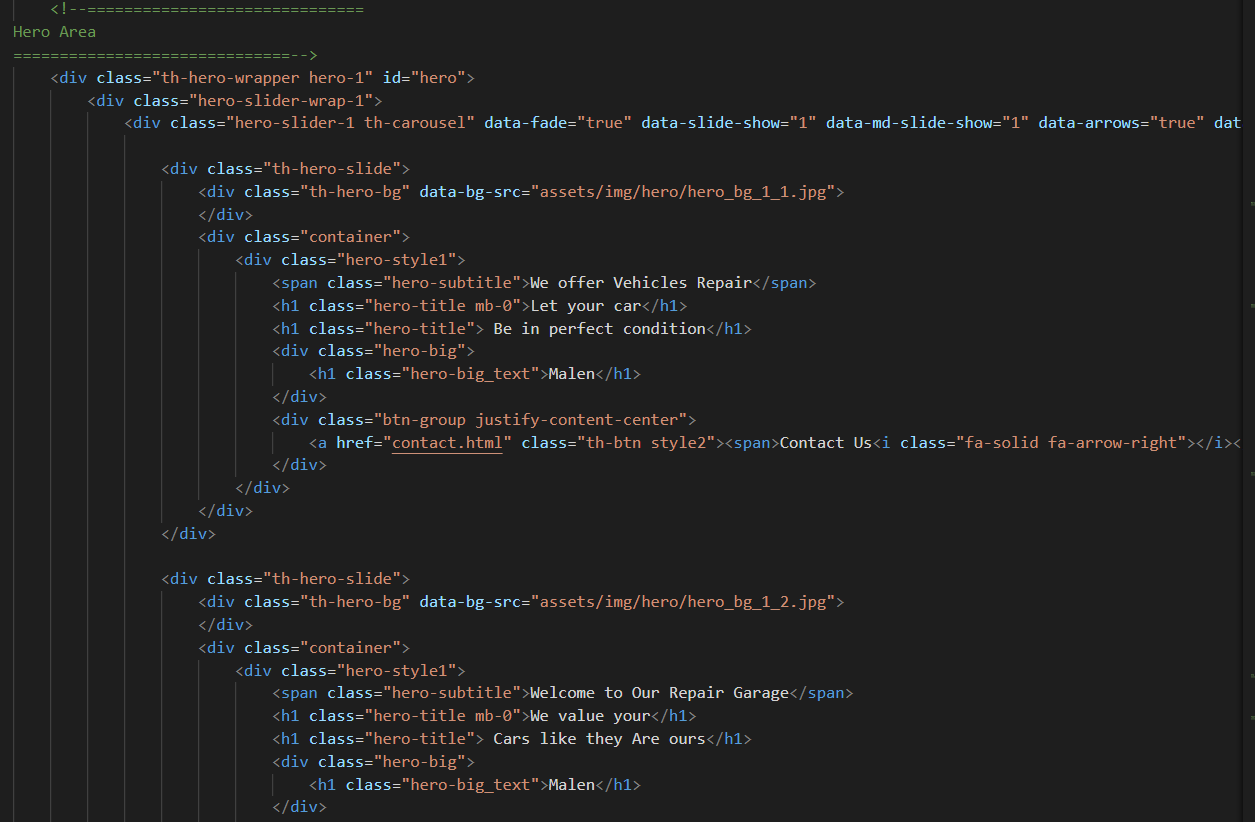 <!--==============================
Hero Area
==============================-->
<div class="th-hero-wrapper hero-1" id="hero">
<div class="hero-slider-wrap-1">
<div class="hero-slider-1 th-carousel" data-fade="true" data-slide-show="1" data-md-slide-show="1" data-arrows="true" dat
<div class="th-hero-slide">
<div class="th-hero-bg" data-bg-src="assets/img/hero/hero_bg_1_1.jpg">
</div>
<div class="container">
<div class="hero-style1">
<span class="hero-subtitle">We offer Vehicles Repair</span>
<h1 class="hero-title mb-0">Let your car</h1>
<h1 class="hero-title"> Be in perfect condition</h1>
<div class="hero-big">
<h1 class="hero-big_text">Malen</h1>
</div>
<div class="btn-group justify-content-center">
<a href="contact.html" class="th-btn style2"><span>Contact Us<i class="fa-solid fa-arrow-right"></i><
</div>
</div>
</div>
</div>
<div class="th-hero-slide">
<div class="th-hero-bg" data-bg-src="assets/img/hero/hero_bg_1_2.jpg">
</div>
<div class="container">
<div class="hero-style1">
<span class="hero-subtitle">Welcome to Our Repair Garage</span>
<h1 class="hero-title mb-0">We value your</h1>
<h1 class="hero-title"> Cars like they Are ours</h1>
<div class="hero-big">
<h1 class="hero-big_text">Malen</h1>
</div>